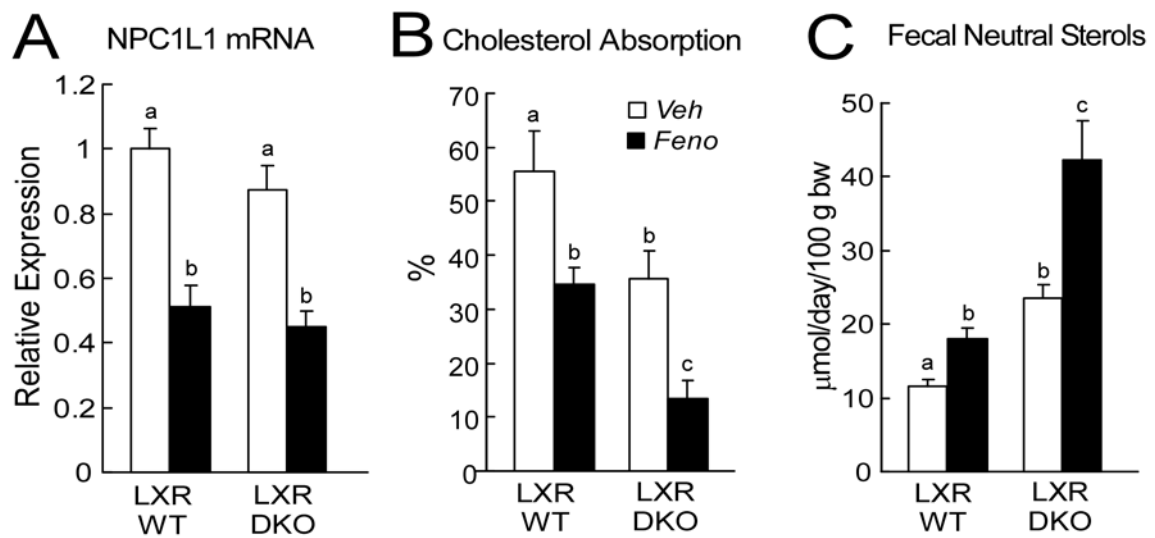 A NPC1L1 mRNA
Relative Expression
1.2
1
0.8
0.6
0.4
0.2
0
a
b
a
b
LXR WT
LXR DKO
B Cholesterol Absorption
%
70
60
50
40
30
20
10
0
a
b
b
c
Veh
Feno
LXR WT
LXR DKO
C Fecal Neutral Sterols
µmol/day/100 g bw
50
40
30
20
10
0
a
b
b
c
LXR WT
LXR DKO